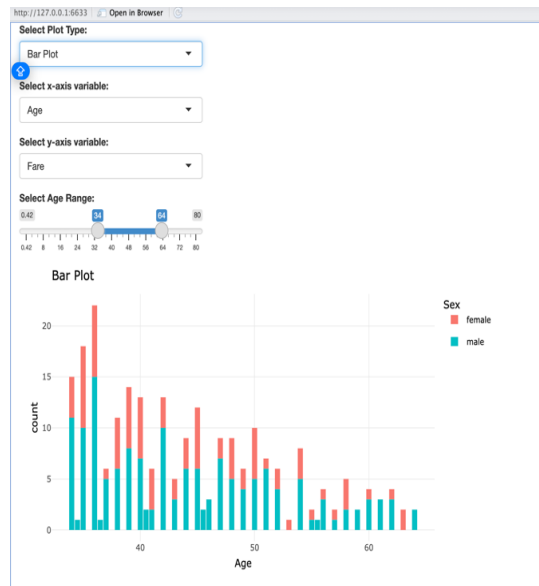 http://127.0.0.1:6633 Open in Browser
Select Plot Type:
Bar Plot
Select x-axis variable:
Age
Select y-axis variable:
Fare
Select Age Range:
0.42 34 64 80
0.42 8 16 24 32 40 48 56 64 72 80
Bar Plot
Sex
female
male
20
15
10
5
0
count
40 50 60
Age